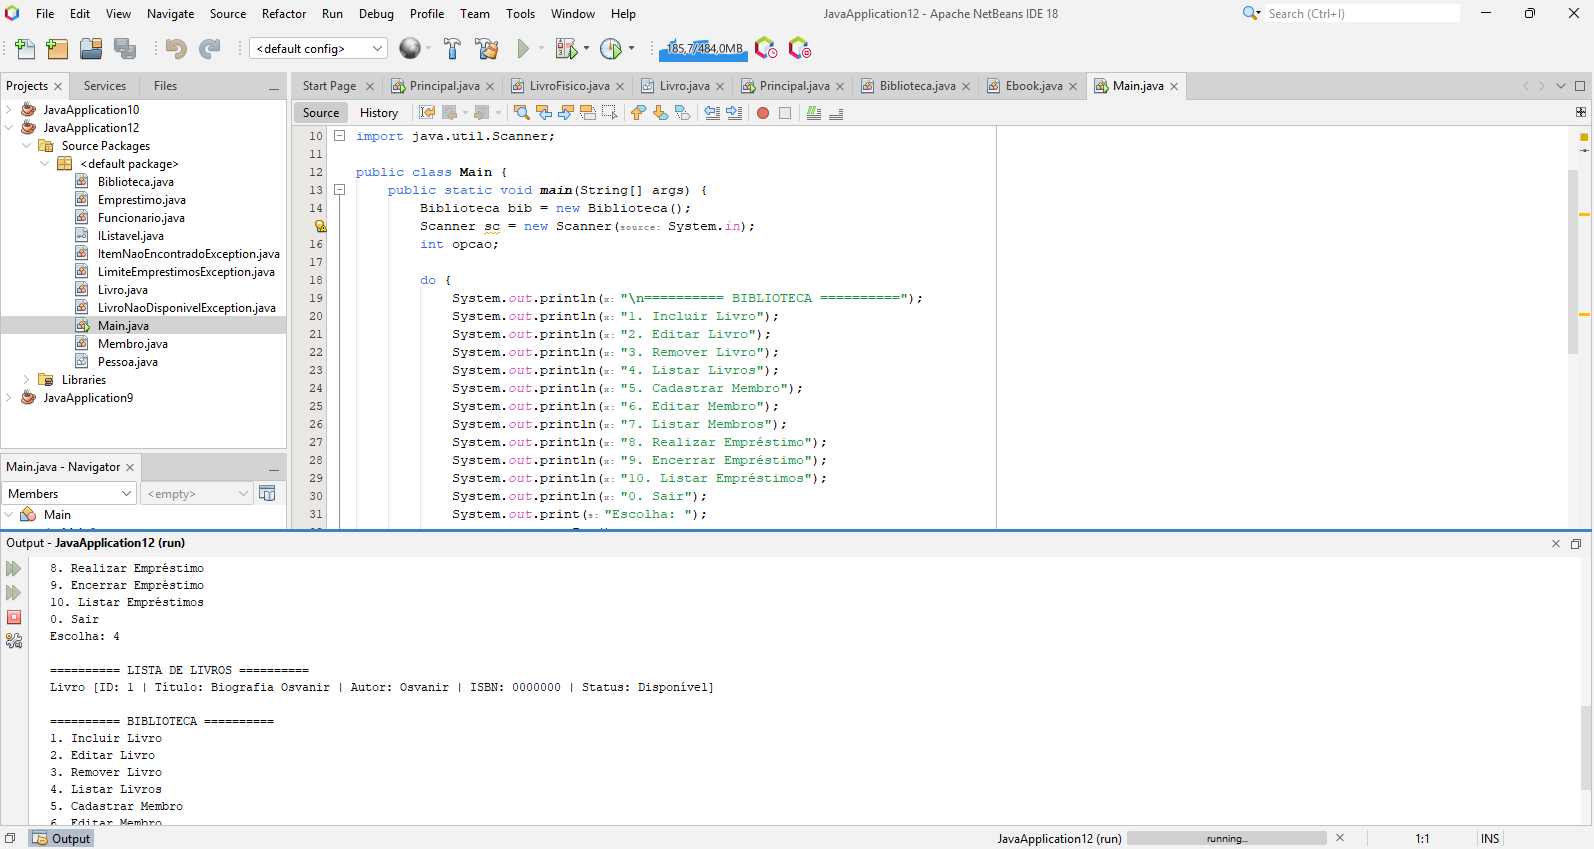 File Edit View Navigate Source Refactor Run Debug Profile Team Tools Window Help
JavaApplication12 - Apache NetBeans IDE 18
Search (Ctrl+I)
<default config>
185,7/484,0MB
Projects Services Files
JavaApplication10
JavaApplication12
Source Packages
<default package>
Biblioteca.java
Emprestimo.java
Funcionario.java
IListavel.java
ItemNaoEncontradoException.java
LimiteEmprestimosException.java
Livro.java
LivroNaoDisponivelException.java
Main.java
Membro.java
Pessoa.java
Libraries
JavaApplication9
Main.java - Navigator
Members
<empty>
Main
Start Page Principal.java LivroFisico.java Livro.java Principal.java Biblioteca.java Ebook.java Main.java
Source History
10 import java.util.Scanner;
11
12 public class Main {
13 public static void main(String[] args) {
14 Biblioteca bib = new Biblioteca();
Scanner sc = new Scanner(source: System.in);
16 int opcao;
17
18 do {
19 System.out.println(x: "\n========== BIBLIOTECA ==========");
20 System.out.println(x: "1. Incluir Livro");
21 System.out.println(x: "2. Editar Livro");
22 System.out.println(x: "3. Remover Livro");
23 System.out.println(x: "4. Listar Livros");
24 System.out.println(x: "5. Cadastrar Membro");
25 System.out.println(x: "6. Editar Membro");
26 System.out.println(x: "7. Listar Membros");
27 System.out.println(x: "8. Realizar Empréstimo");
28 System.out.println(x: "9. Encerrar Empréstimo");
29 System.out.println(x: "10. Listar Empréstimos");
30 System.out.println(x: "0. Sair");
31 System.out.print(s: "Escolha: ");
Output - JavaApplication12 (run)
8. Realizar Empréstimo
9. Encerrar Empréstimo
10. Listar Empréstimos
0. Sair
Escolha: 4
========== LISTA DE LIVROS ==========
Livro [ID: 1 | Título: Biografia Osvanir | Autor: Osvanir | ISBN: 0000000 | Status: Disponível]
========== BIBLIOTECA ==========
1. Incluir Livro
2. Editar Livro
3. Remover Livro
4. Listar Livros
5. Cadastrar Membro
6. Editar Membro
Output
JavaApplication12 (run) running... 1:1 INS